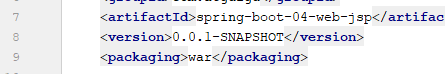 7 <artifactId>spring-boot-04-web-jsp</artifac
8 <version>0.0.1-SNAPSHOT</version>
9 <packaging>war</packaging>